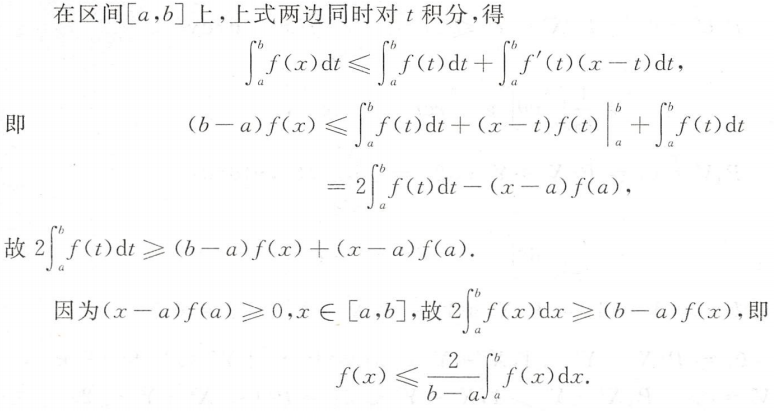 在区间[a,b]上,上式两边同时对 t 积分,得
∫_a^b f(x)dt ⩽ ∫_a^b f(t)dt + ∫_a^b f′(t)(x−t)dt,
即 (b−a)f(x) ⩽ ∫_a^b f(t)dt + (x−t)f(t)|_a^b + ∫_a^b f(t)dt
= 2∫_a^b f(t)dt − (x−a)f(a),
故 2∫_a^b f(t)dt ⩾ (b−a)f(x) + (x−a)f(a).
因为(x−a)f(a) ⩾ 0, x ∈ [a,b],故 2∫_a^b f(x)dx ⩾ (b−a)f(x),即
f(x) ⩽ \frac{2}{b−a}∫_a^b f(x)dx.